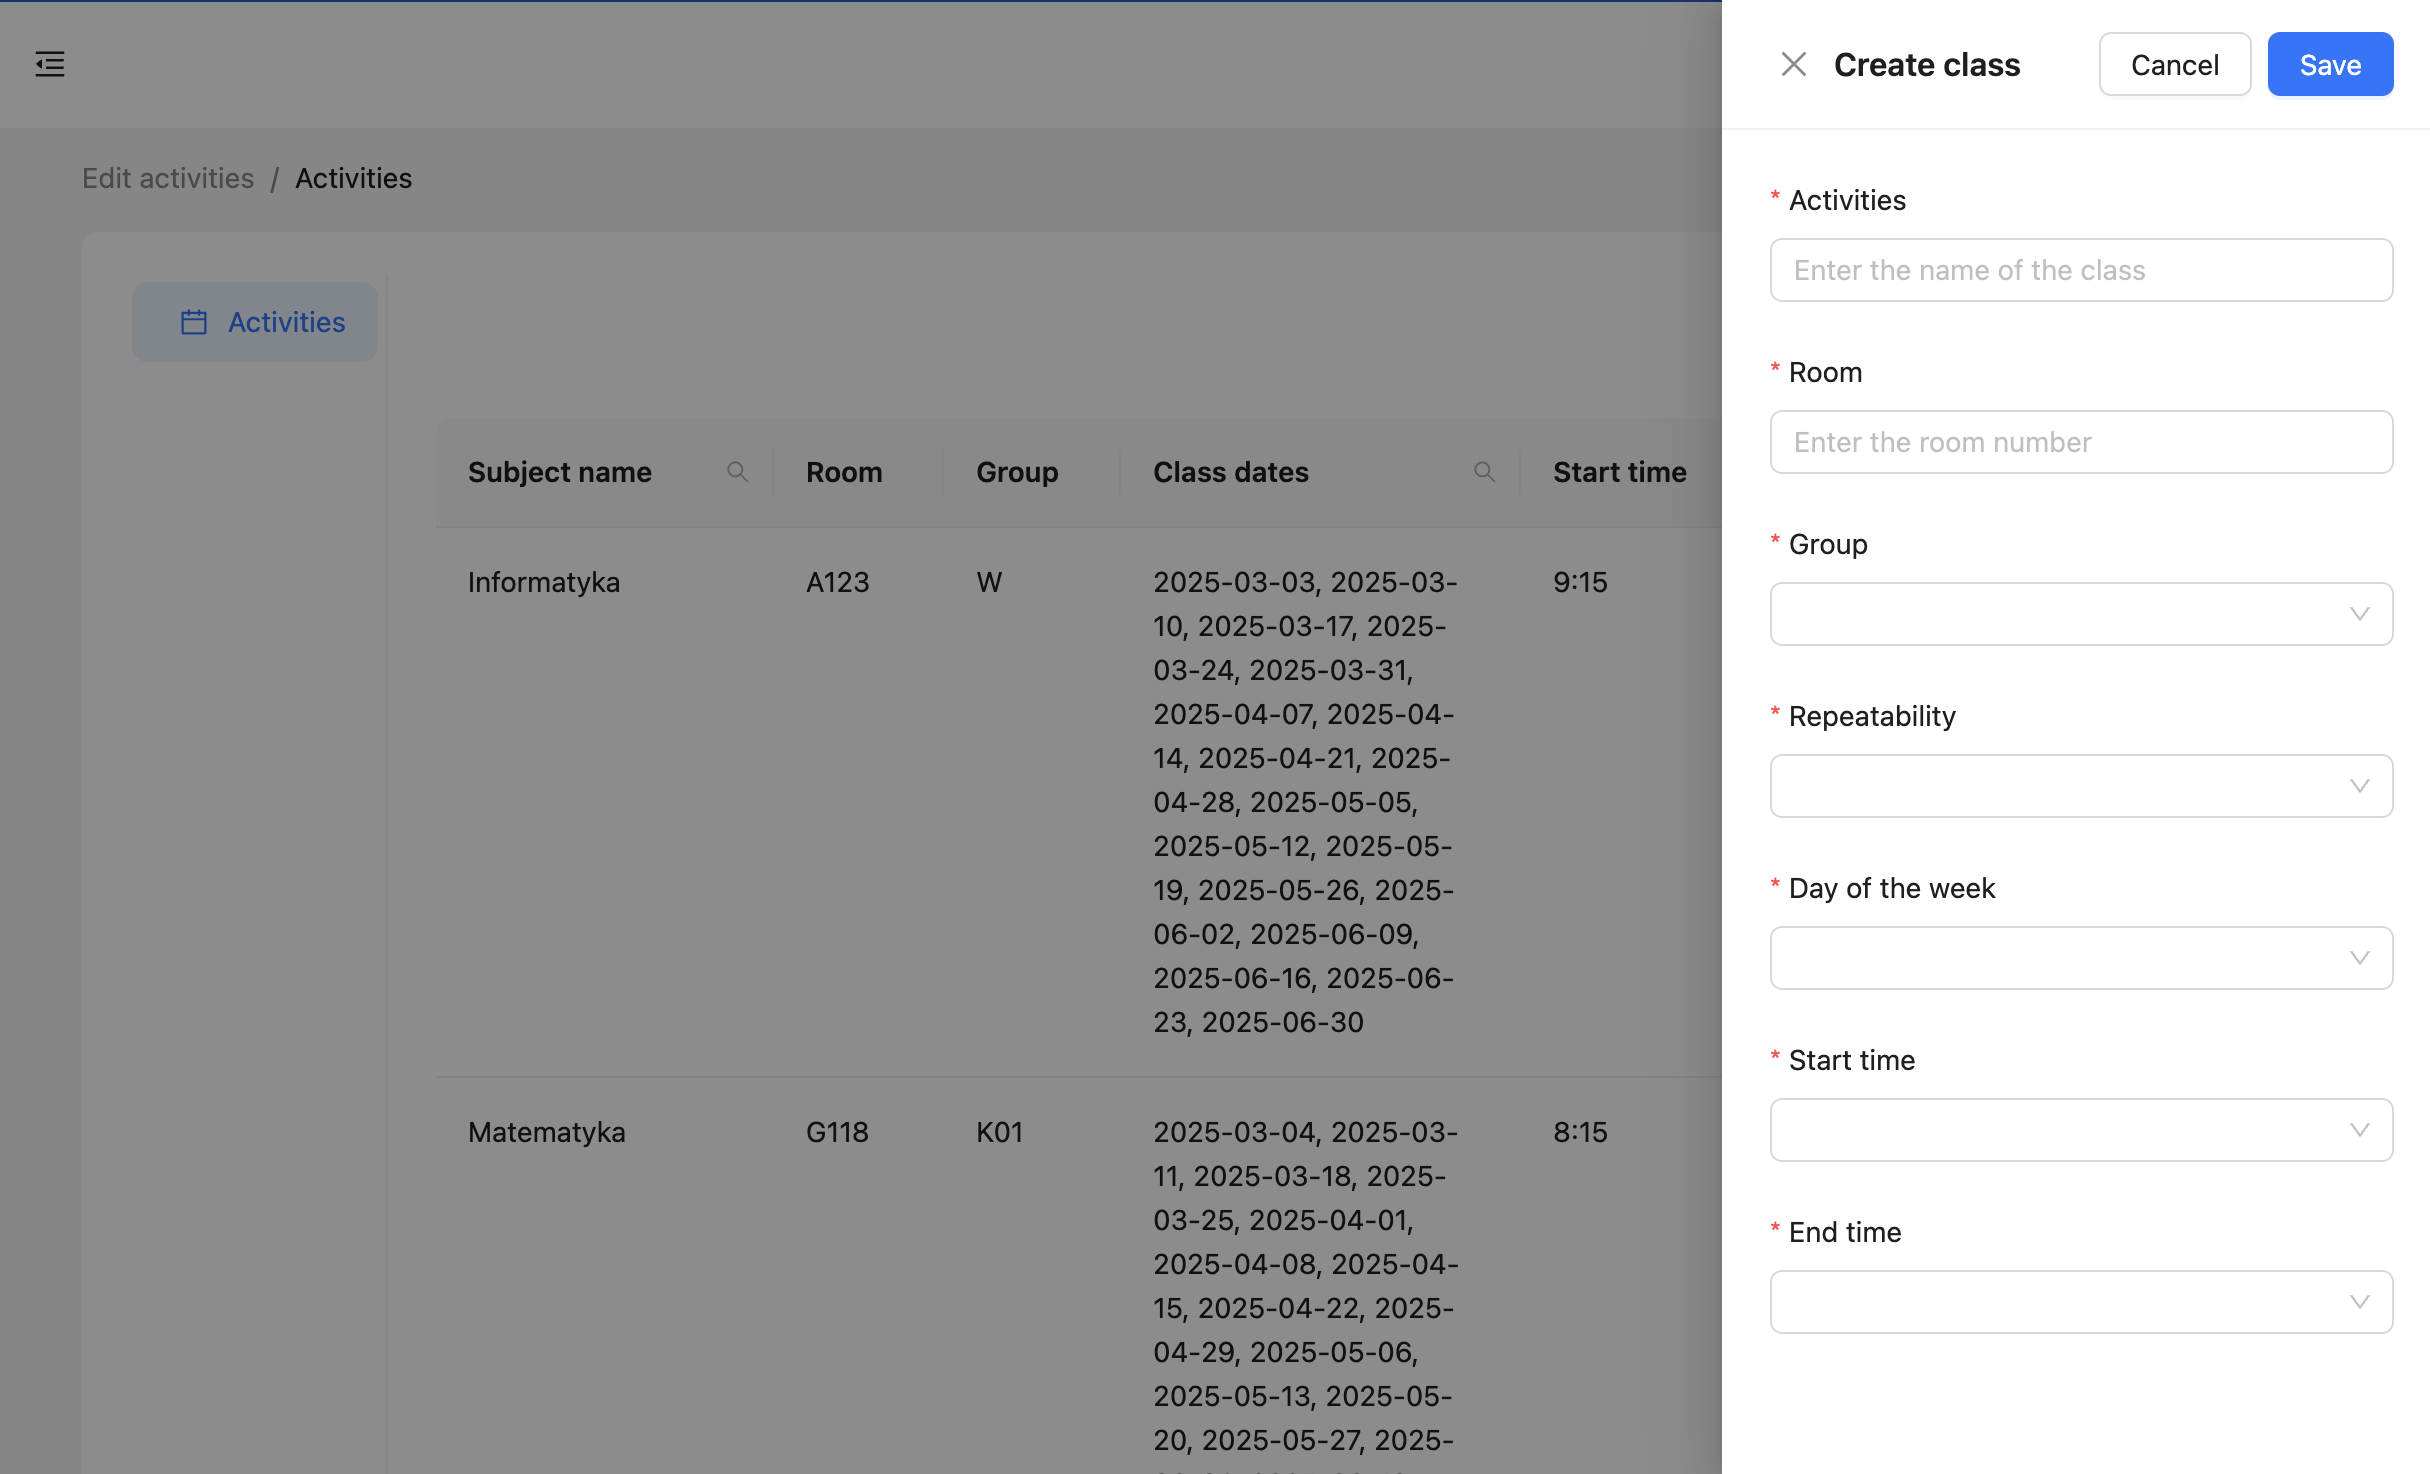 Edit activities / Activities
Activities
Subject name Room Group Class dates Start time
Informatyka A123 W 2025-03-03, 2025-03- 9:15
10, 2025-03-17, 2025-
03-24, 2025-03-31,
2025-04-07, 2025-04-
14, 2025-04-21, 2025-
04-28, 2025-05-05,
2025-05-12, 2025-05-
19, 2025-05-26, 2025-
06-02, 2025-06-09,
2025-06-16, 2025-06-
23, 2025-06-30
Matematyka G118 K01 2025-03-04, 2025-03- 8:15
11, 2025-03-18, 2025-
03-25, 2025-04-01,
2025-04-08, 2025-04-
15, 2025-04-22, 2025-
04-29, 2025-05-06,
2025-05-13, 2025-05-
20, 2025-05-27, 2025-
Create class Cancel Save
* Activities
Enter the name of the class
* Room
Enter the room number
* Group
* Repeatability
* Day of the week
* Start time
* End time